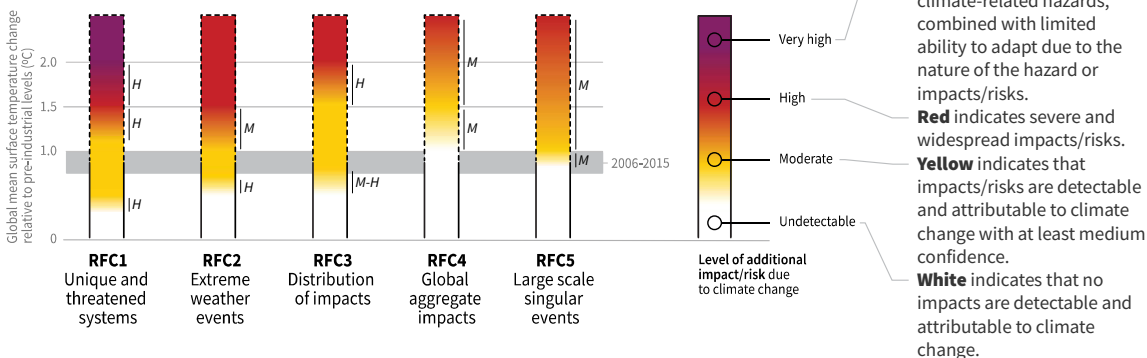 Global mean surface temperature change
relative to pre-industrial levels (ºC)
2.0
1.5
1.0
0
H
H
H
M
H
H
M-H
M
M
M
M
2006-2015
RFC1
Unique and
threatened
systems
RFC2
Extreme
weather
events
RFC3
Distribution
of impacts
RFC4
Global
aggregate
impacts
RFC5
Large scale
singular
events
Very high
High
Moderate
Undetectable
Level of additional
impact/risk due
to climate change
climate-related hazards,
combined with limited
ability to adapt due to the
nature of the hazard or
impacts/risks.
Red indicates severe and
widespread impacts/risks.
Yellow indicates that
impacts/risks are detectable
and attributable to climate
change with at least medium
confidence.
White indicates that no
impacts are detectable and
attributable to climate
change.